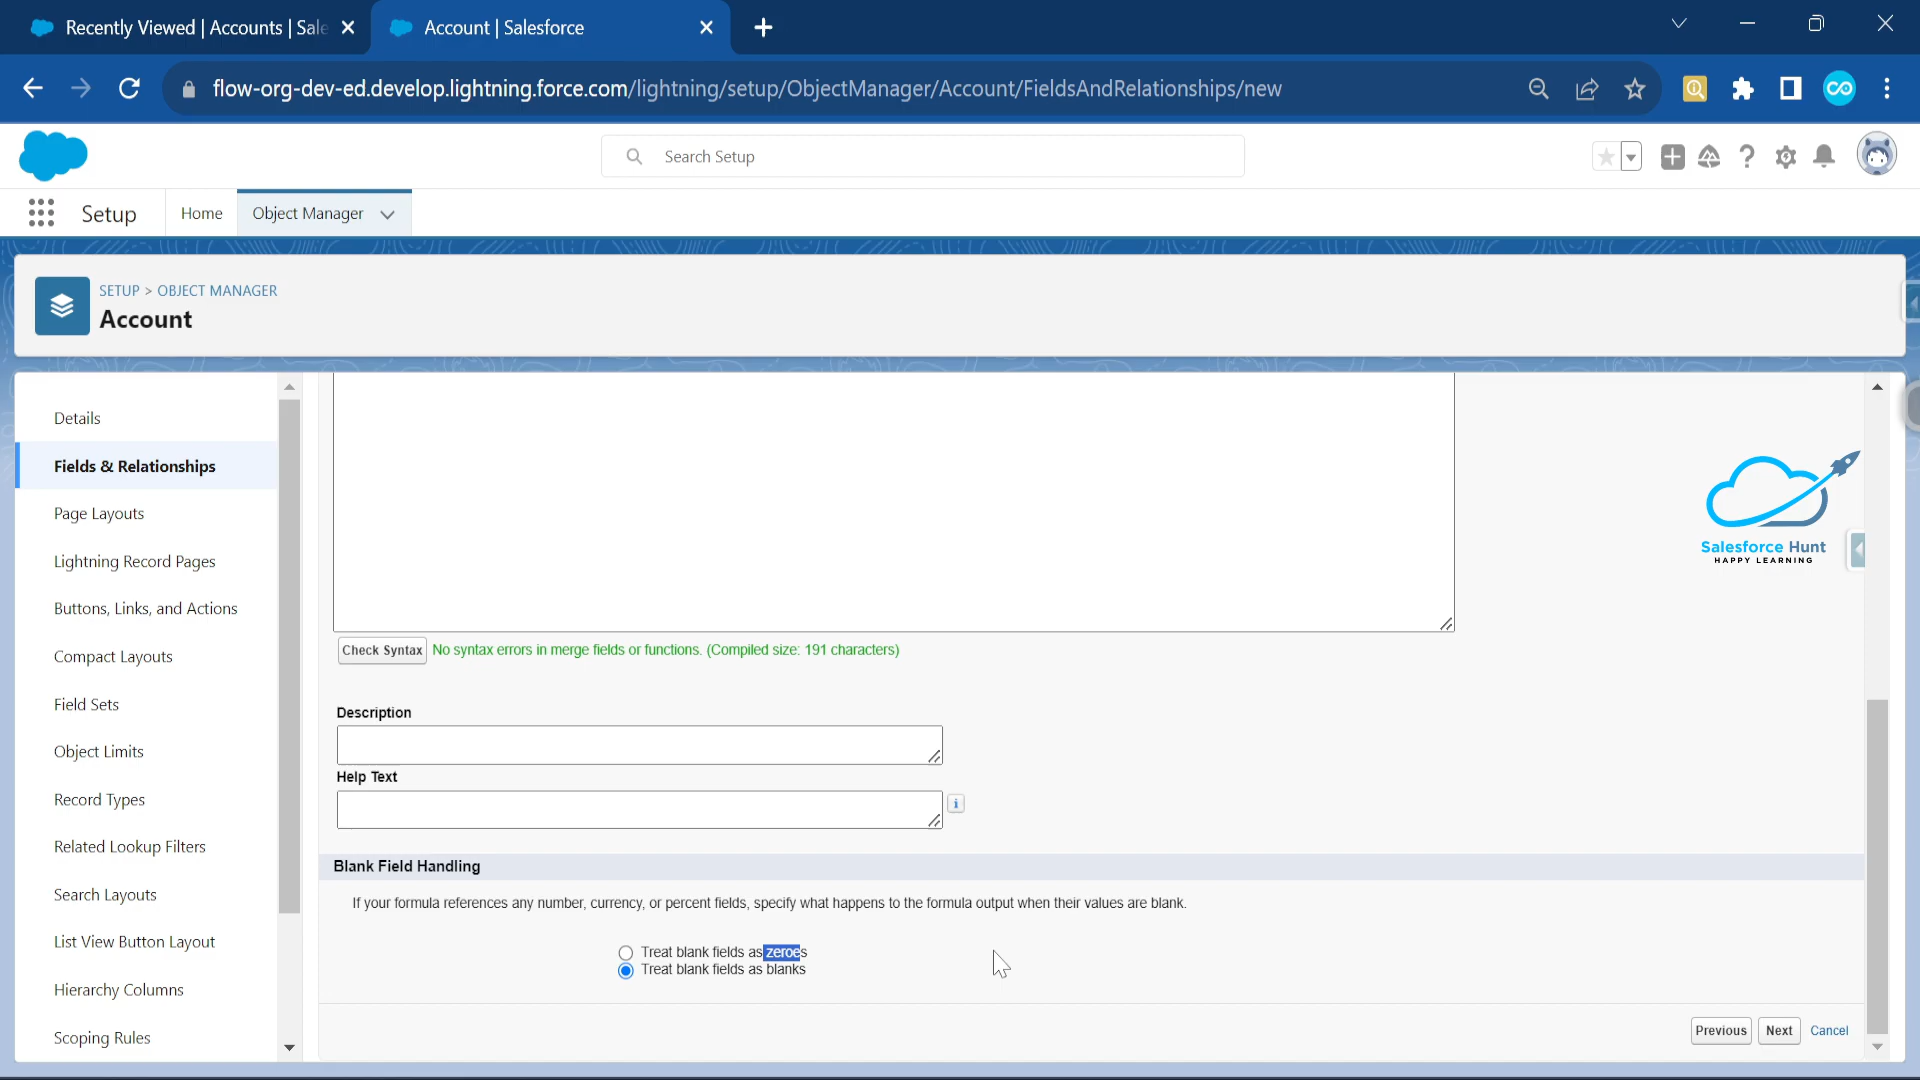 Recently Viewed | Accounts | Sale
Account | Salesforce
flow-org-dev-ed.develop.lightning.force.com/lightning/setup/ObjectManager/Account/FieldsAndRelationships/new
Search Setup
Setup
Home
Object Manager
SETUP > OBJECT MANAGER
Account
Details
Fields & Relationships
Page Layouts
Lightning Record Pages
Buttons, Links, and Actions
Compact Layouts
Field Sets
Object Limits
Record Types
Related Lookup Filters
Search Layouts
List View Button Layout
Hierarchy Columns
Scoping Rules
Salesforce Hunt
HAPPY LEARNING
Check Syntax No syntax errors in merge fields or functions. (Compiled size: 191 characters)
Description
Help Text
Blank Field Handling
If your formula references any number, currency, or percent fields, specify what happens to the formula output when their values are blank.
Treat blank fields as zeroes
Treat blank fields as blanks
Previous Next Cancel